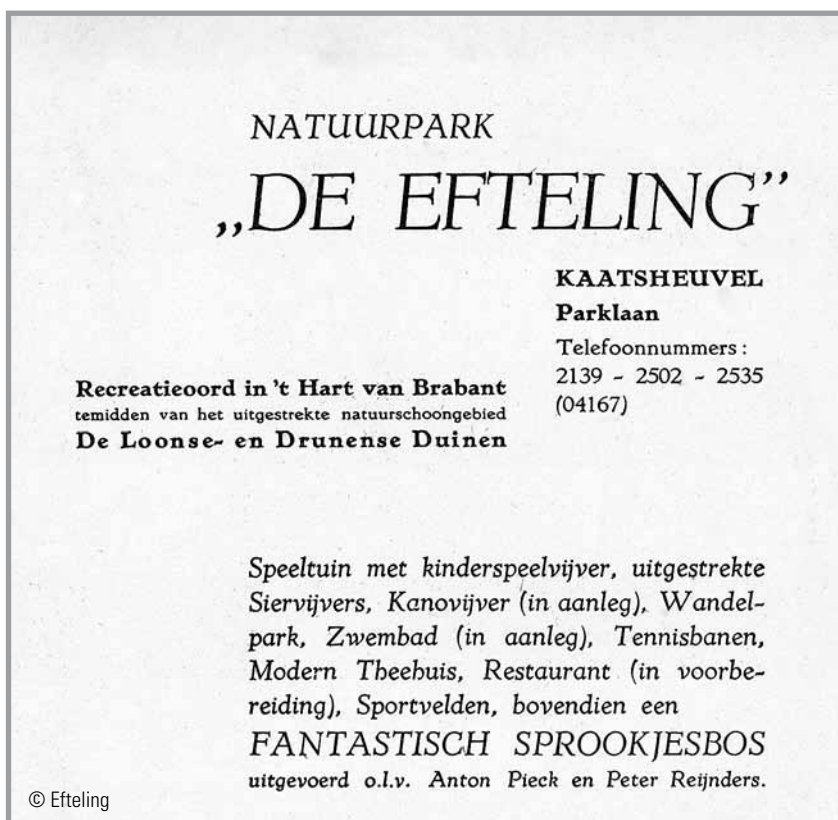 NATUURPARK
„DE EFTELING”
KAATSHEUVEL
Parklaan
Telefoonnummers:
2139 - 2502 - 2535
(04167)
Recreatieoord in 't Hart van Brabant
temidden van het uitgestrekte natuurschoongebied
De Loonse- en Drunense Duinen
Speeltuin met kinderspeelvijver, uitgestrekte
Siervijvers, Kanovijver (in aanleg), Wandel-
park, Zwembad (in aanleg), Tennisbanen,
Modern Theehuis, Restaurant (in voorbe-
reiding), Sportvelden, bovendien een
FANTASTISCH SPROOKJESBOS
uitgevoerd o.l.v. Anton Pieck en Peter Reijnders.
© Efteling